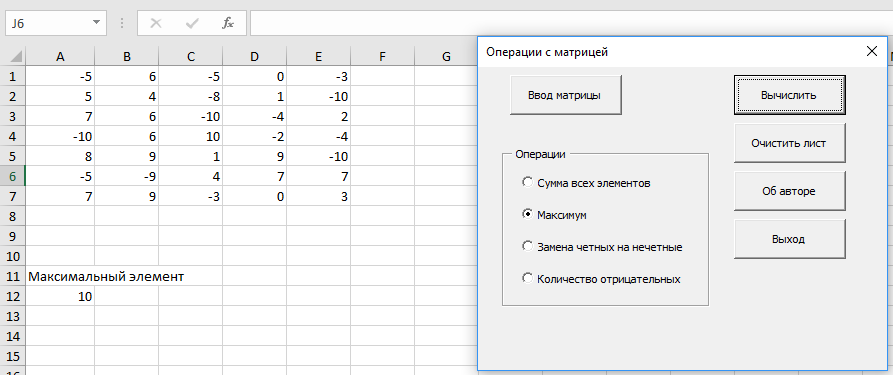 J6
fx
A B C D E F G
1 -5 6 -5 0 -3
2 5 4 -8 1 -10
3 7 6 -10 -4 2
4 -10 6 10 -2 -4
5 8 9 1 9 -10
6 -5 -9 4 7 7
7 7 9 -3 0 3
8
9
10
11 Максимальный элемент
12 10
13
14
15
Операции с матрицей
Ввод матрицы
Вычислить
Очистить лист
Об авторе
Выход
Операции
Сумма всех элементов
Максимум
Замена четных на нечетные
Количество отрицательных